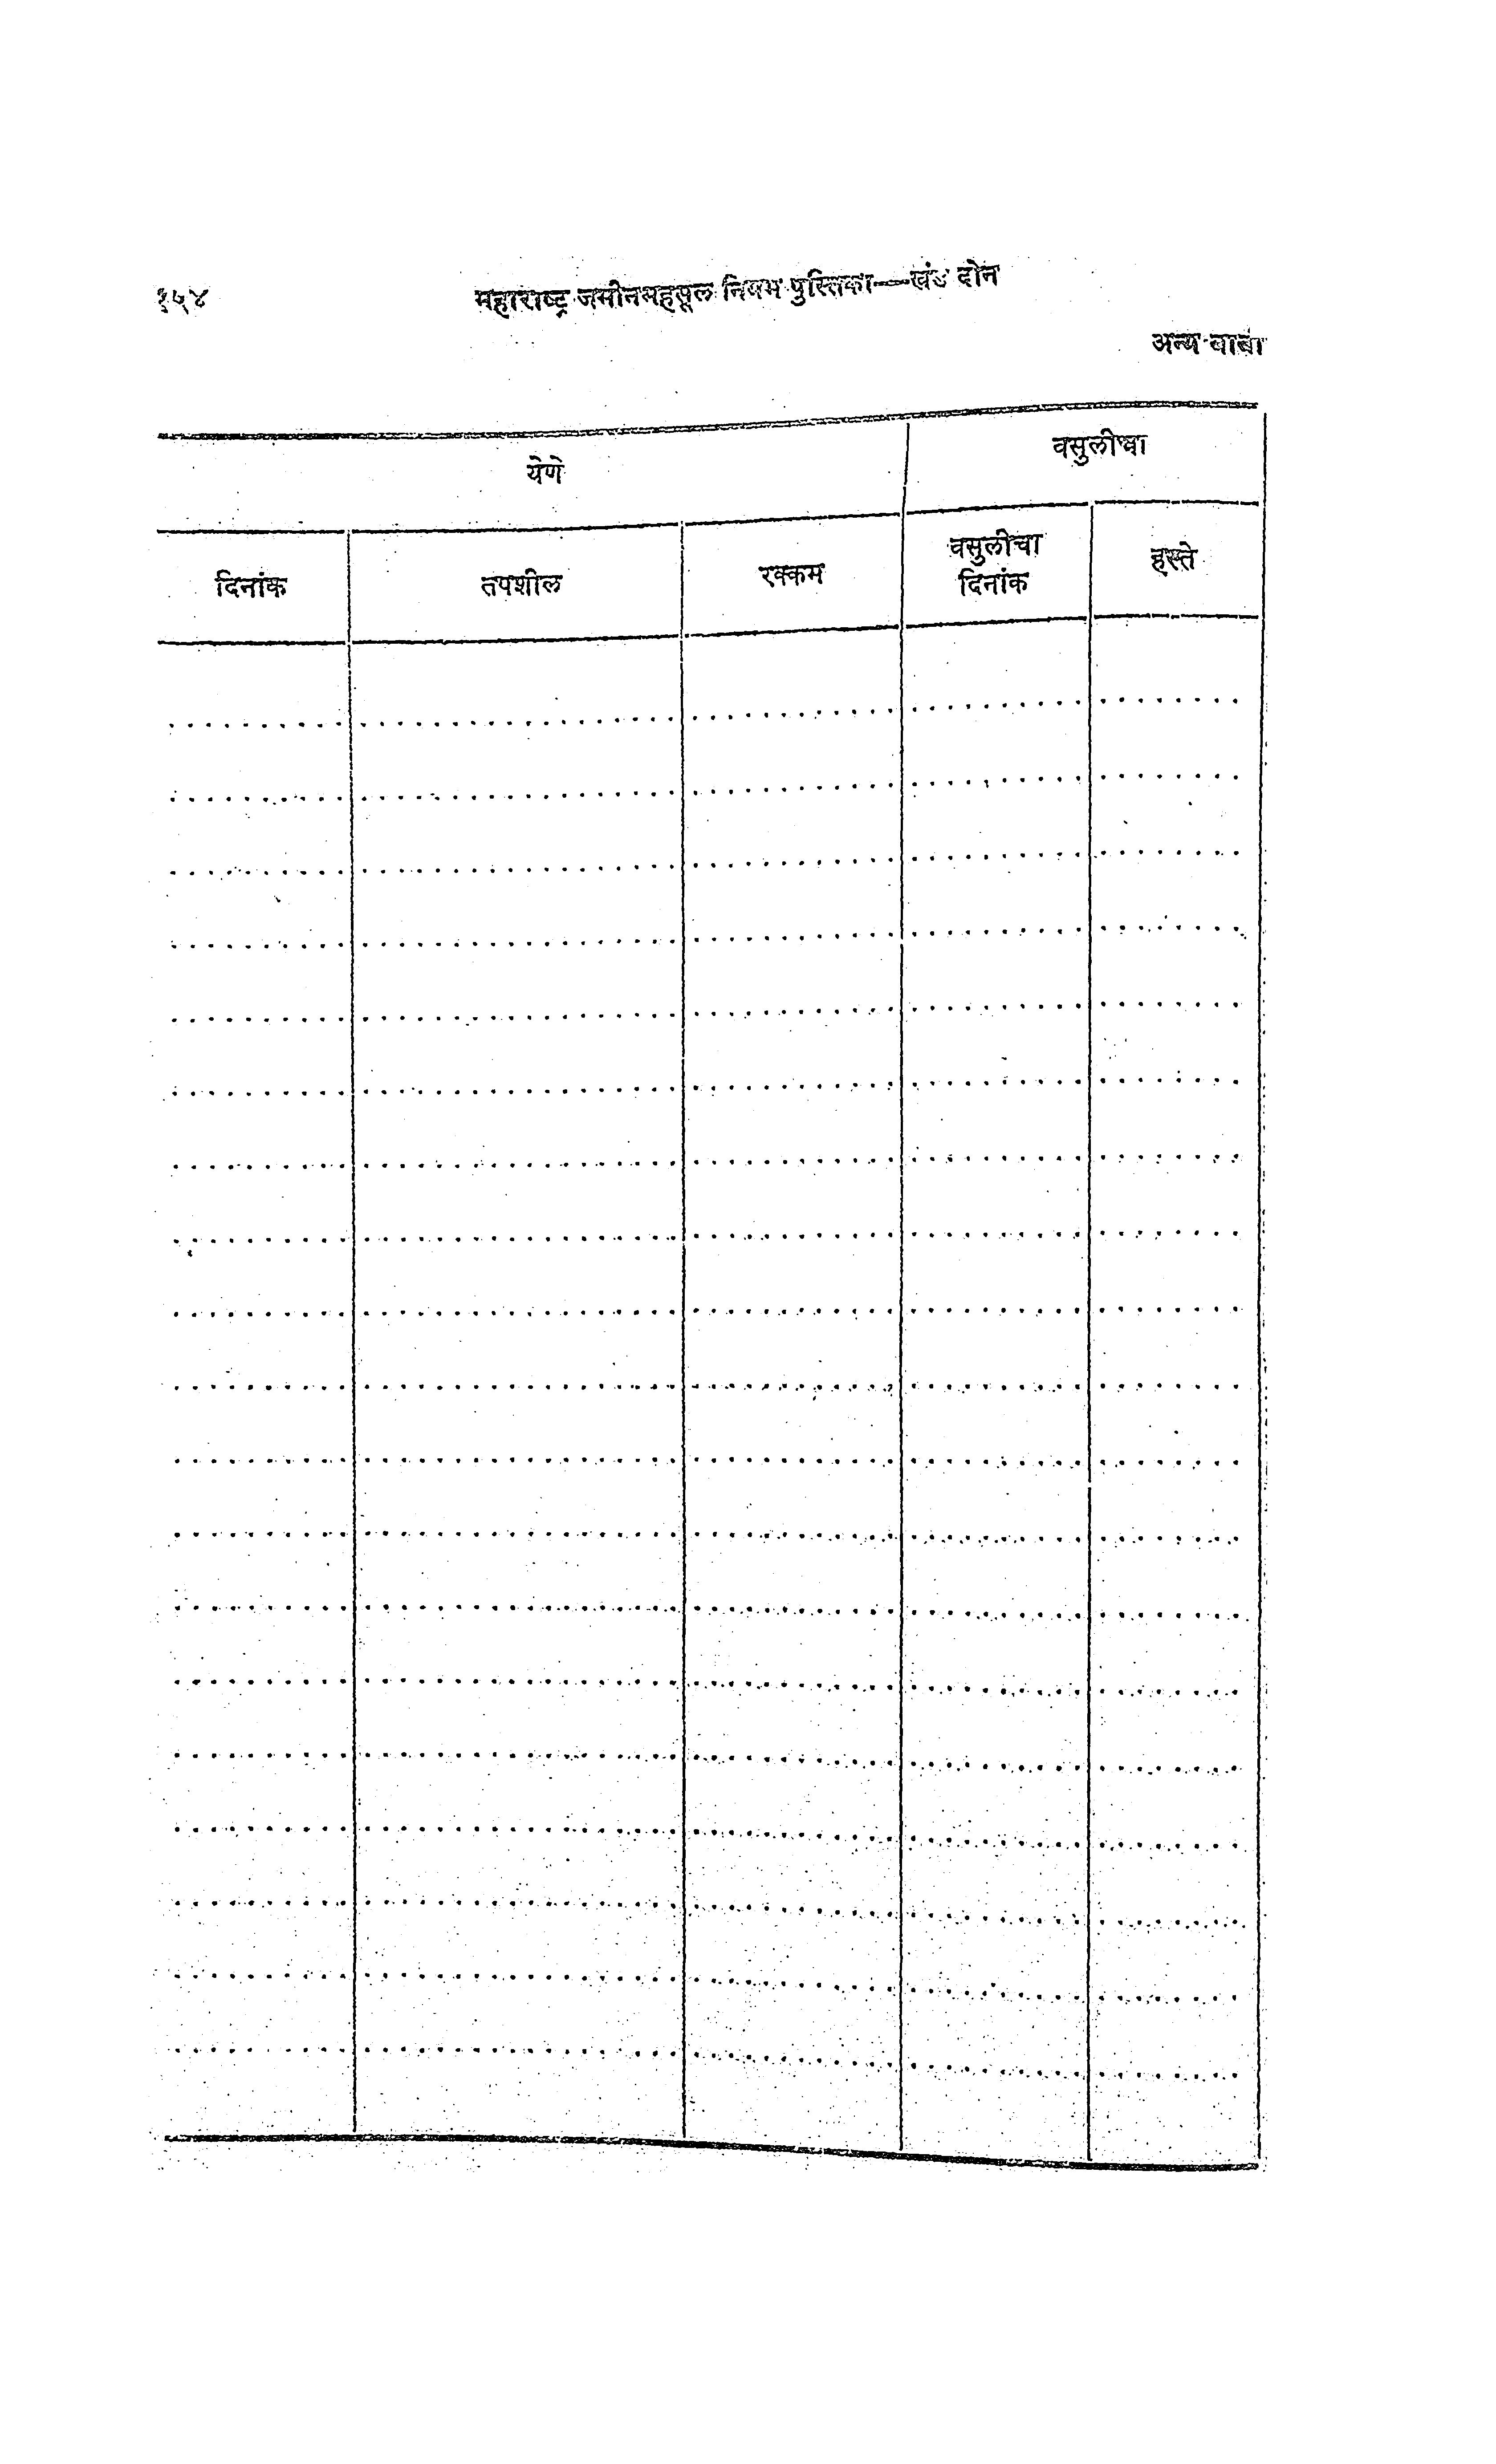 १५४
महाराष्ट्र जमीनमहसूल नियम पुस्तिका—खंड दोन
अन्य बाबी
येणे
वसुलीचा
दिनांक
तपशील
रक्कम
वसुलीचा
दिनांक
हस्ते